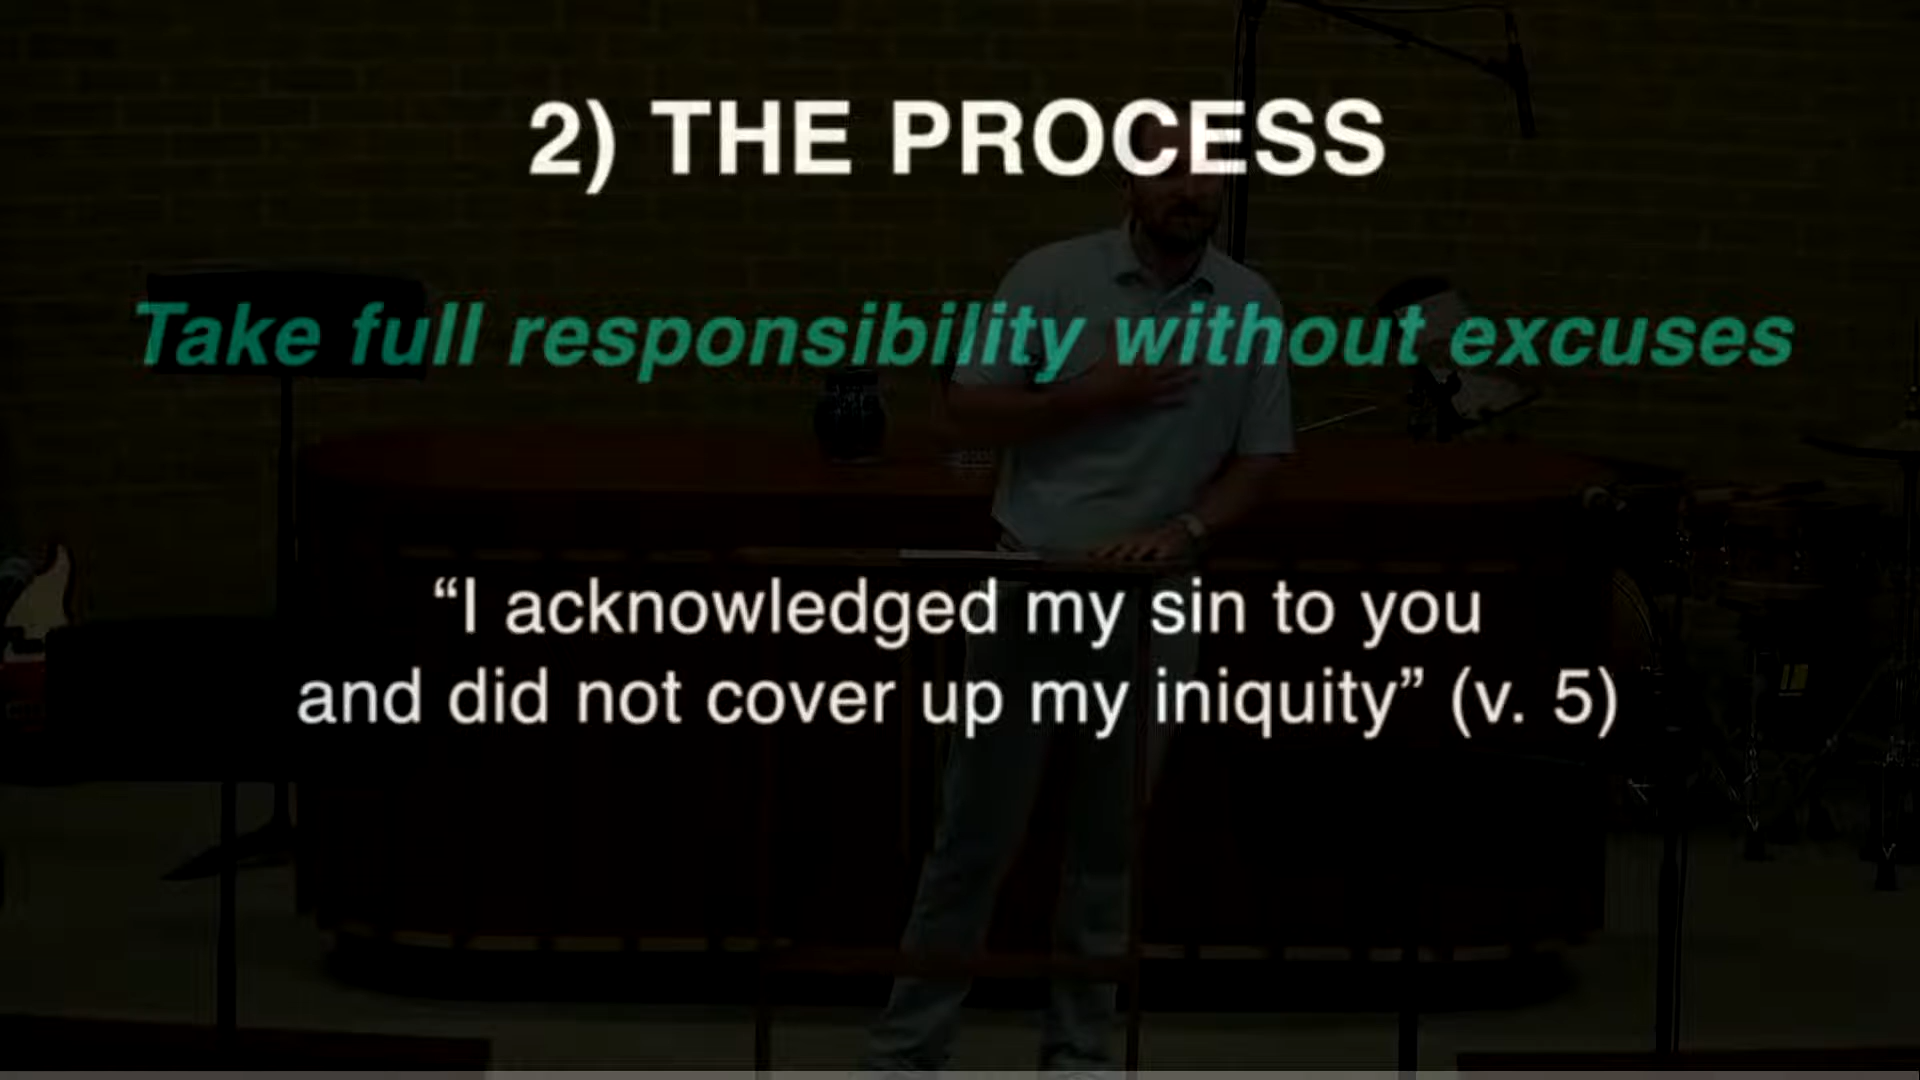 2) THE PROCESS
Take full responsibility without excuses
“I acknowledged my sin to you
and did not cover up my iniquity” (v. 5)